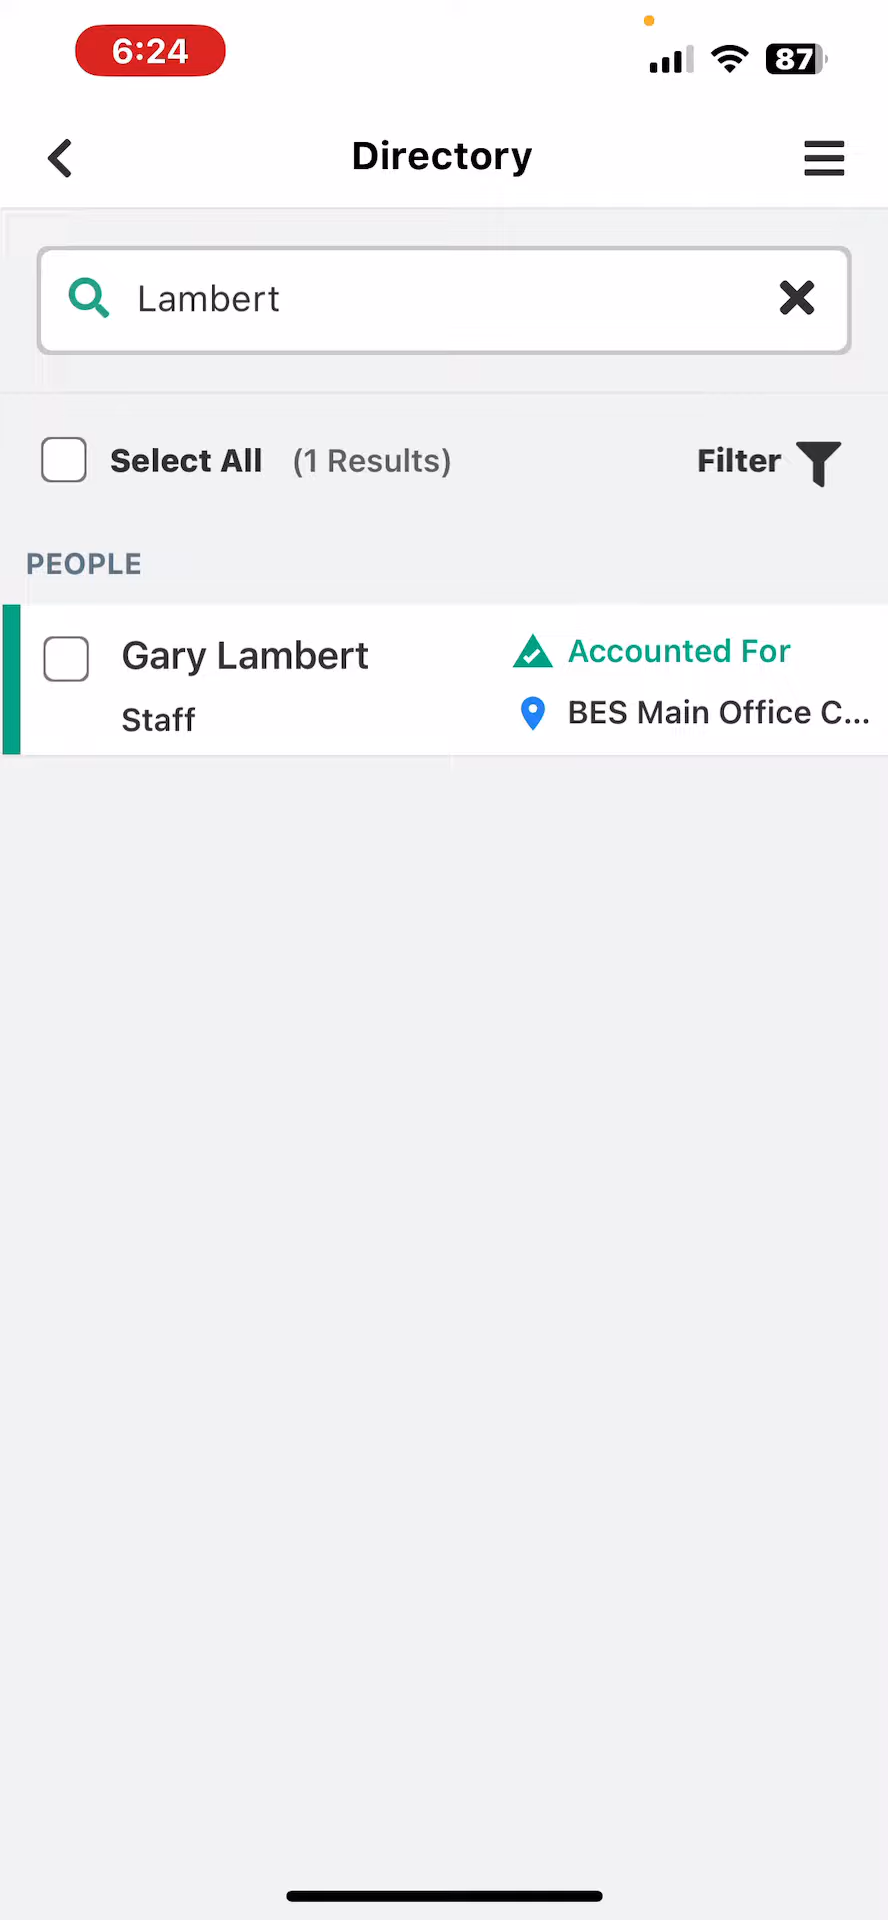 6:24
87
Directory
Lambert
Select All (1 Results) Filter
PEOPLE
Gary Lambert Accounted For
Staff BES Main Office C...